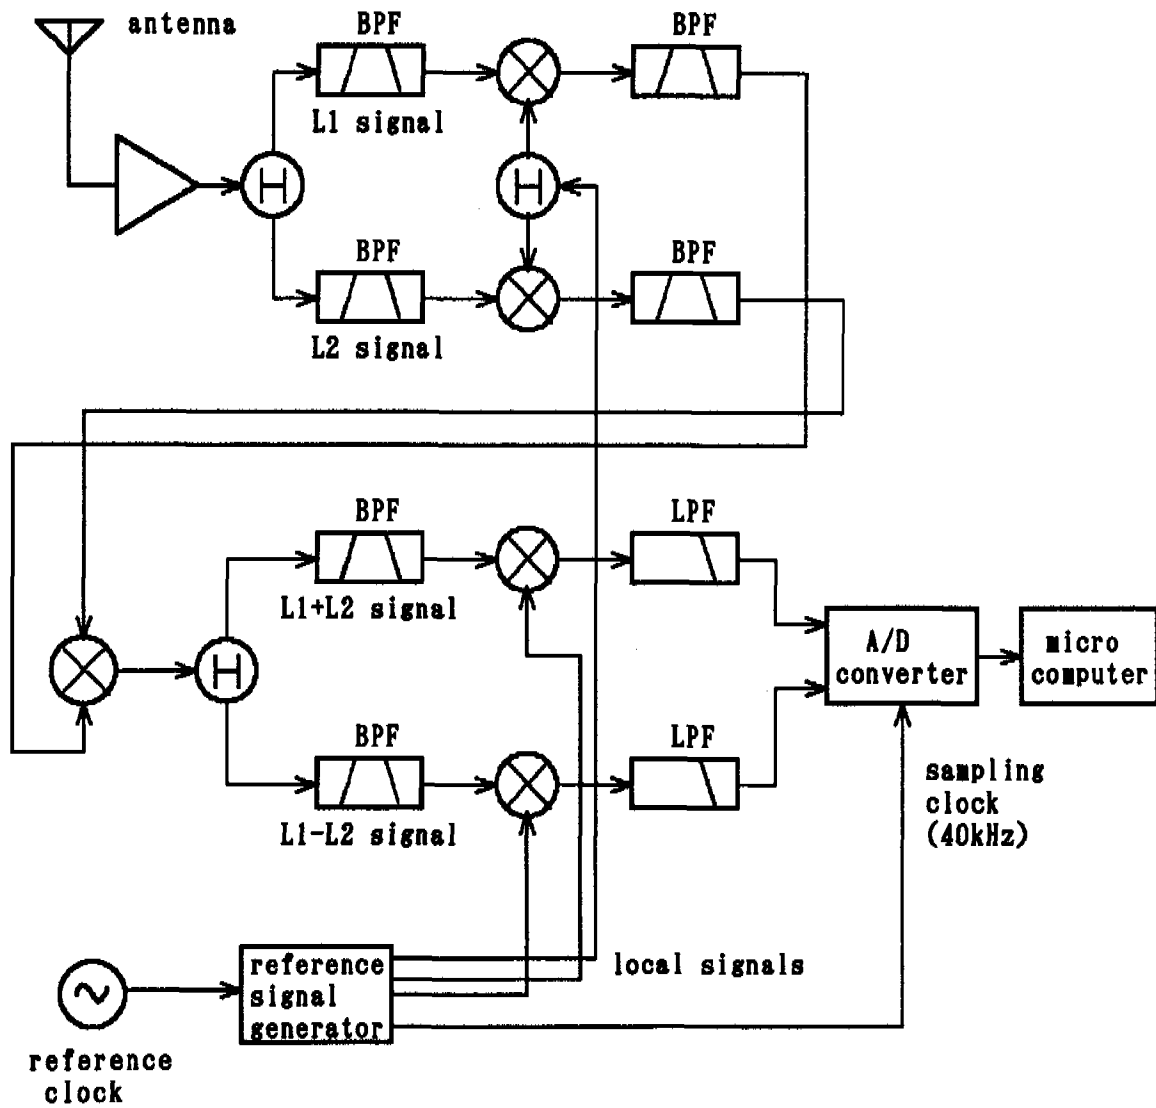 antenna
BPF
BPF
L1 signal
H
H
BPF
BPF
L2 signal
BPF
LPF
L1+L2 signal
H
A/D
converter
micro
computer
BPF
LPF
L1-L2 signal
sampling
clock
(40kHz)
reference
signal
generator
local signals
reference
clock